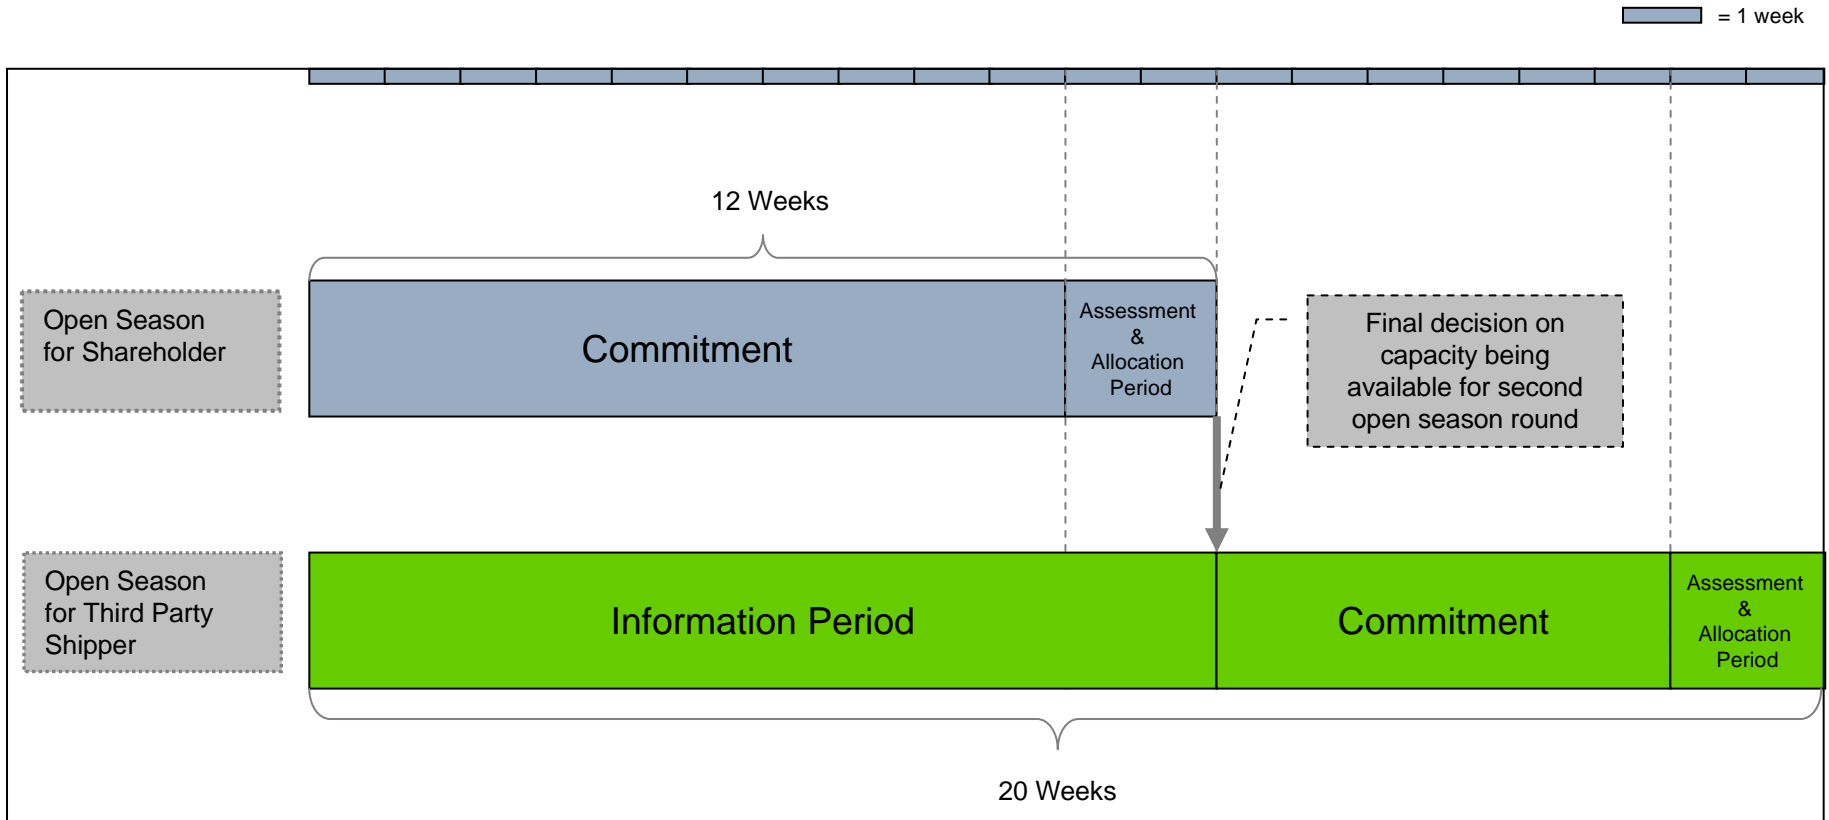 = 1 week
12 Weeks
Open Season
for Shareholder
Commitment
Assessment
&
Allocation
Period
Final decision on
capacity being
available for second
open season round
Open Season
for Third Party
Shipper
Information Period
Commitment
Assessment
&
Allocation
Period
20 Weeks